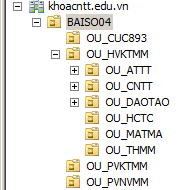 khoacntt.edu.vn
BAISO04
OU_CUC893
OU_HVKTMM
OU_ATTT
OU_CNTT
OU_DAOTAO
OU_HCTC
OU_MATMA
OU_THMM
OU_PVKTMM
OU_PVNVMM